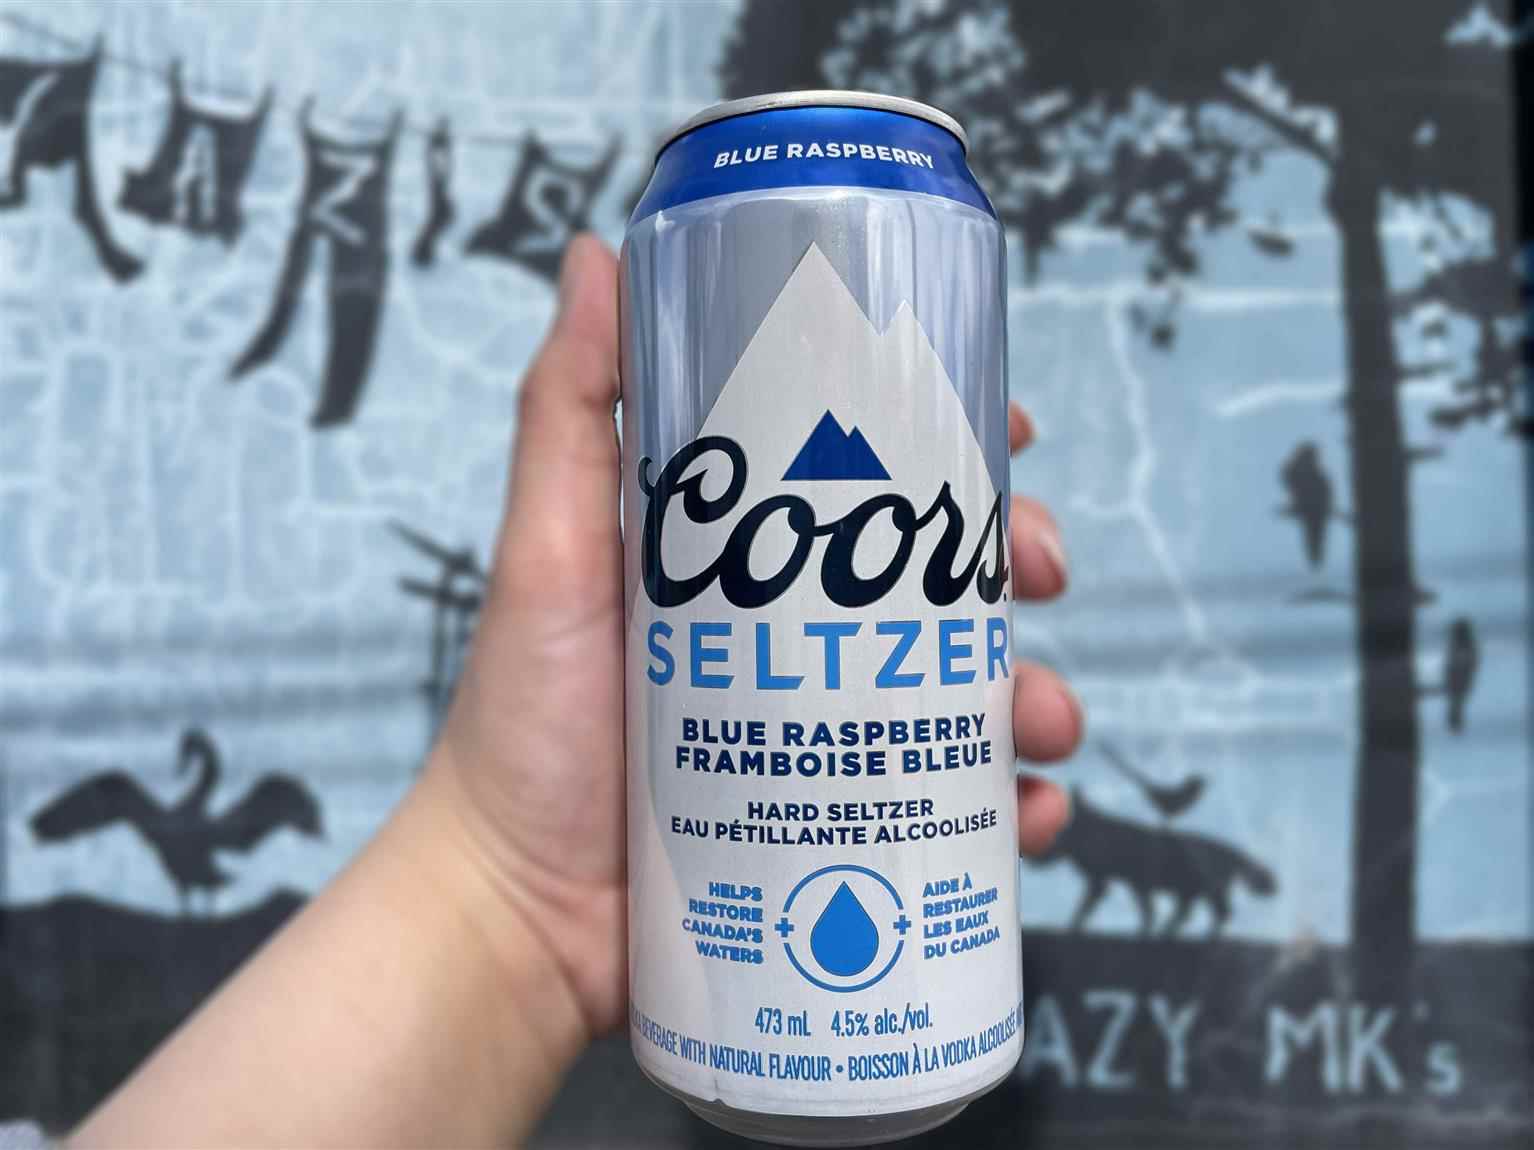 BLUE RASPBERRY
Coors
SELTZER
BLUE RASPBERRY
FRAMBOISE BLEUE
HARD SELTZER
EAU PÉTILLANTE ALCOOLISÉE
HELPS
RESTORE
CANADA'S
WATERS
AIDE À
RESTAURER
LES EAUX
DU CANADA
473 mL 4.5% alc./vol.
BEVERAGE WITH NATURAL FLAVOUR • BOISSON À LA VODKA ALCOOLISÉE
MK's